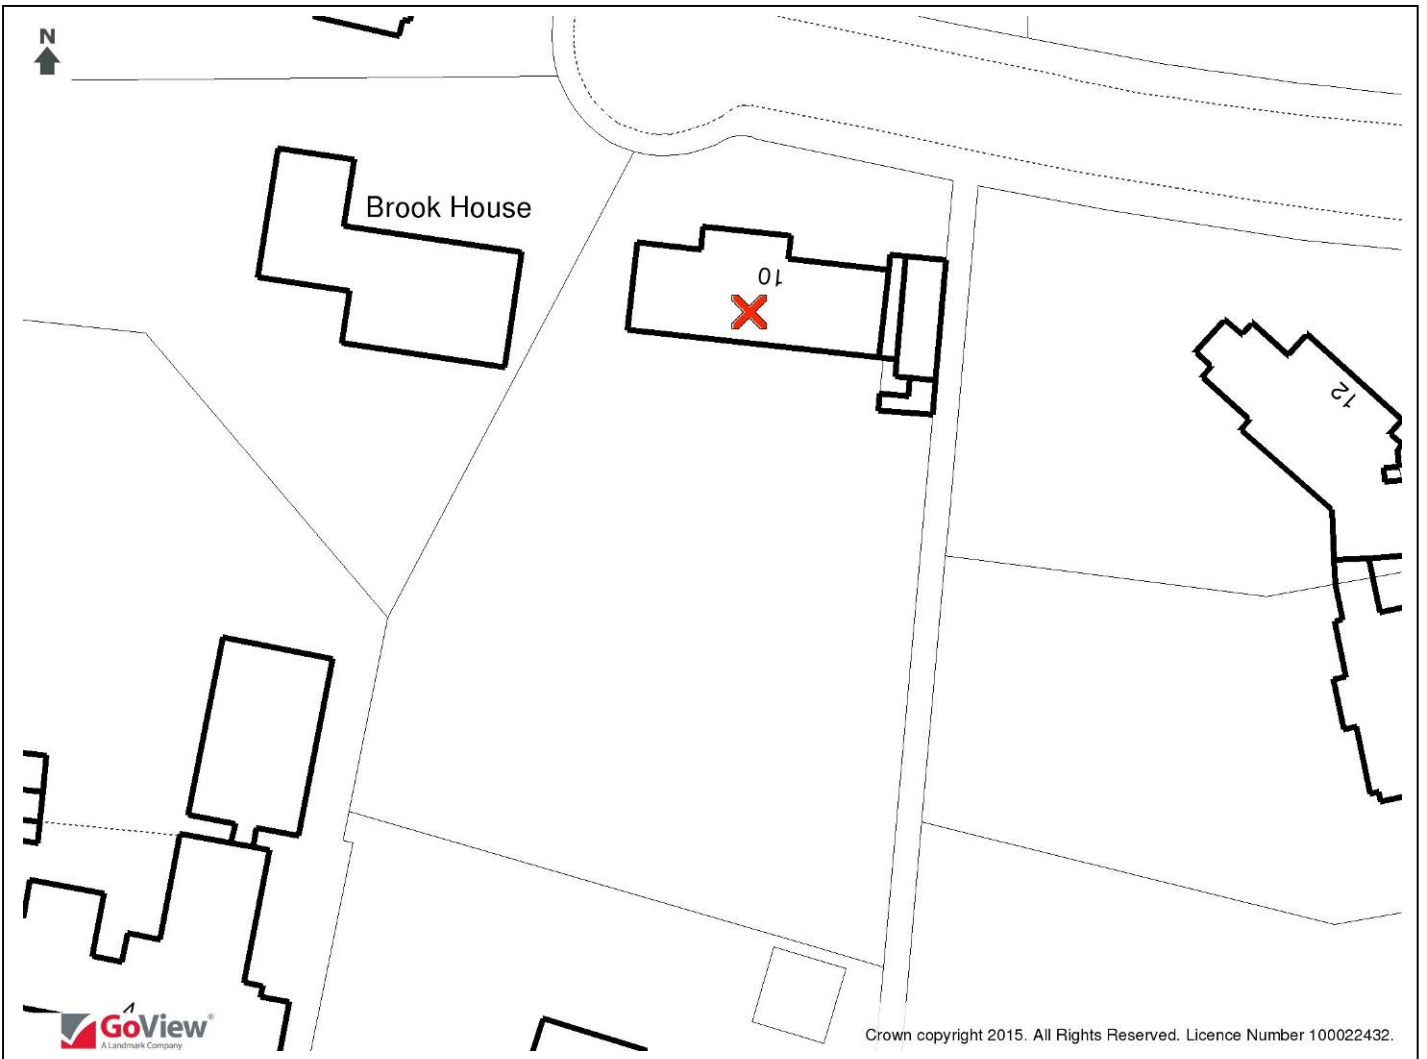 N
Brook House
10
12
GoView®
A Landmark Company
Crown copyright 2015. All Rights Reserved. Licence Number 100022432.